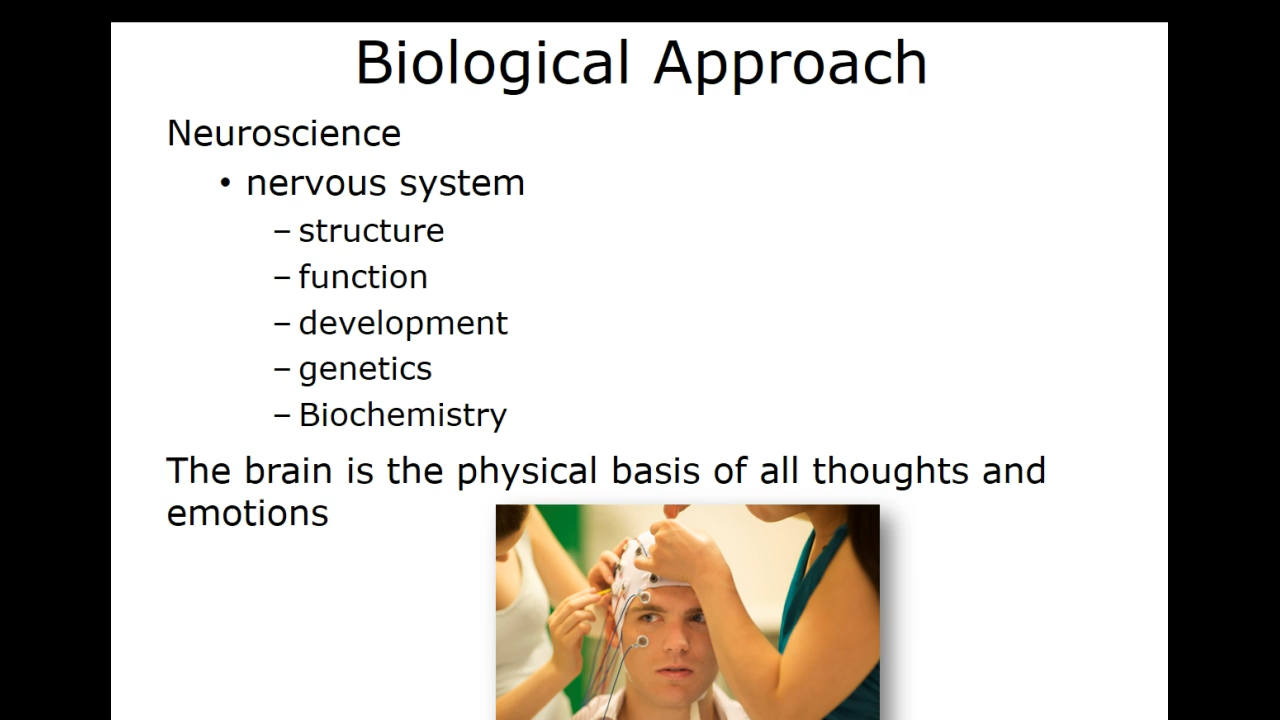 Biological Approach
Neuroscience
• nervous system
– structure
– function
– development
– genetics
– Biochemistry
The brain is the physical basis of all thoughts and
emotions